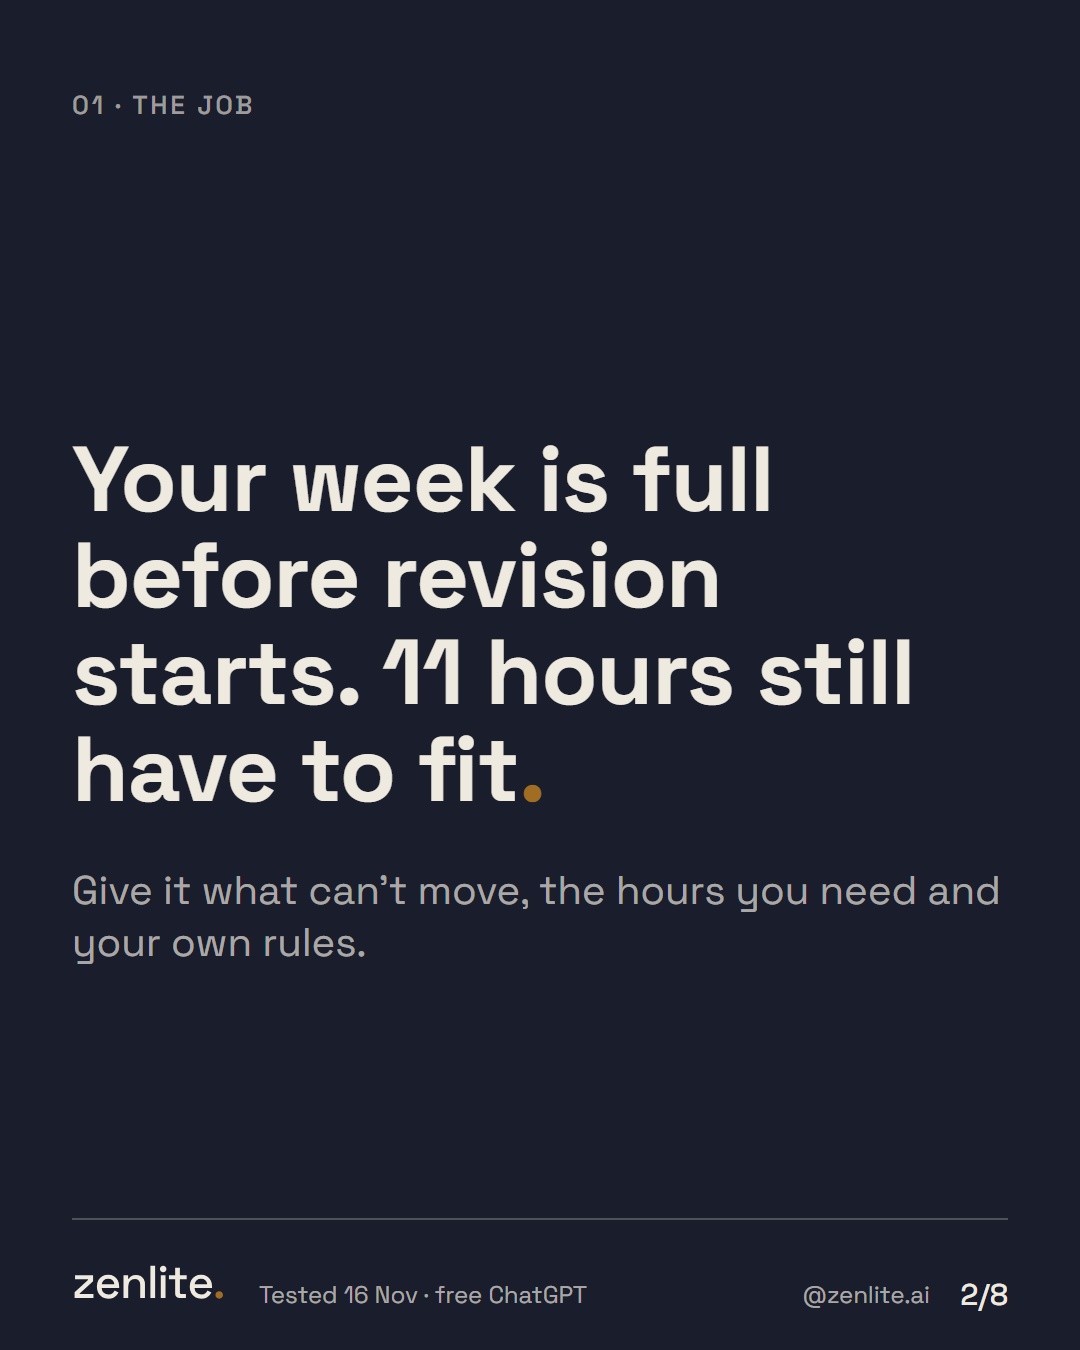 01 · THE JOB
Your week is full
before revision
starts. 11 hours still
have to fit.
Give it what can’t move, the hours you need and
your own rules.
zenlite. Tested 16 Nov · free ChatGPT @zenlite.ai 2/8